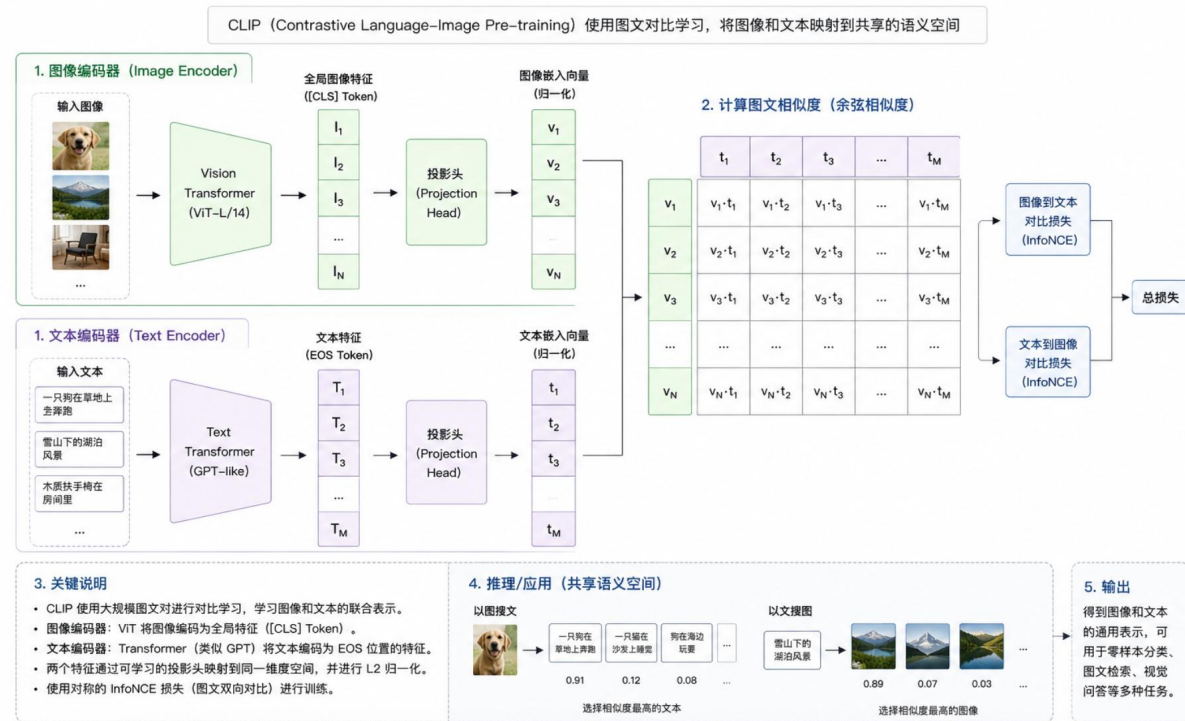 CLIP（Contrastive Language–Image Pre-training）使用图文对比学习，将图像和文本映射到共享的语义空间
1. 图像编码器（Image Encoder）
输入图像
...
Vision
Transformer
(ViT-L/14)
全局图像特征
([CLS] Token)
I₁
I₂
I₃
...
I_N
投影头
(Projection
Head)
图像嵌入向量
(归一化)
v₁
v₂
v₃
...
v_N
1. 文本编码器（Text Encoder）
输入文本
一只狗在草地上
奔跑
雪山下的湖泊
风景
木质扶手椅在
房间里
...
Text
Transformer
(GPT-like)
文本特征
(EOS Token)
T₁
T₂
T₃
...
T_M
投影头
(Projection
Head)
文本嵌入向量
(归一化)
t₁
t₂
t₃
...
t_M
2. 计算图文相似度（余弦相似度）
t₁ t₂ t₃ ... t_M
v₁ v₁·t₁ v₁·t₂ v₁·t₃ ... v₁·t_M
v₂ v₂·t₁ v₂·t₂ v₂·t₃ ... v₂·t_M
v₃ v₃·t₁ v₃·t₂ v₃·t₃ ... v₃·t_M
... ... ... ... ... ...
v_N v_N·t₁ v_N·t₂ v_N·t₃ ... v_N·t_M
图像到文本
对比损失
(InfoNCE)
文本到图像
对比损失
(InfoNCE)
总损失
3. 关键说明
• CLIP 使用大规模图文对进行对比学习，学习图像和文本的联合表示。
• 图像编码器：ViT 将图像编码为全局特征（[CLS] Token）。
• 文本编码器：Transformer（类似 GPT）将文本编码为 EOS 位置的特征。
• 两个特征通过可学习的投影头映射到同一维度空间，并进行 L2 归一化。
• 使用对称的 InfoNCE 损失（图文双向对比）进行训练。
4. 推理/应用（共享语义空间）
以图搜文
一只狗在
草地上奔跑
一只猫在
沙发上睡觉
狗在海边
玩耍
...
0.91 0.12 0.08 ...
选择相似度最高的文本
以文搜图
雪山下的
湖泊风景
...
0.89 0.07 0.03 ...
选择相似度最高的图像
5. 输出
得到图像和文本
的通用表示，可
用于零样本分类、
图文检索、视觉
问答等多种任务。